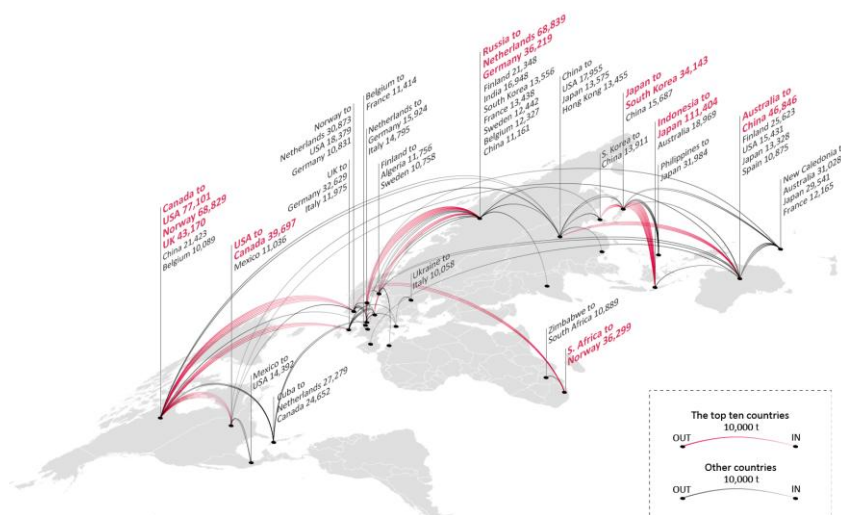 Canada to
USA 77,101
Norway 68,829
UK 43,170
China 21,423
Belgium 10,089
USA to
Canada 39,697
Mexico 11,036
Mexico to
USA 14,392
Cuba to
Netherlands 27,279
Canada 24,652
Norway to
Netherlands 30,873
USA 18,379
Germany 10,831
UK to
Germany 32,629
Italy 11,975
Belgium to
France 11,414
Netherlands to
Germany 15,924
Italy 14,795
Finland to
Algeria 11,756
Sweden 10,758
Ukraine to
Italy 10,058
Russia to
Netherlands 68,839
Germany 36,219
Finland 21,348
India 16,948
South Korea 13,556
France 13,438
Sweden 12,442
Belgium 12,327
China 11,161
China to
USA 17,955
Japan 13,575
Hong Kong 13,455
S. Korea to
China 13,911
Japan to
South Korea 34,143
China 15,687
Indonesia to
Japan 111,404
Australia 18,969
Philippines to
Japan 31,984
Australia to
China 46,846
Finland 25,623
USA 15,431
Japan 13,328
Spain 10,875
New Caledonia to
Australia 31,028
Japan 29,541
France 12,165
Zimbabwe to
South Africa 10,889
S. Africa to
Norway 36,299
The top ten countries
10,000 t
OUT IN
Other countries
10,000 t
OUT IN